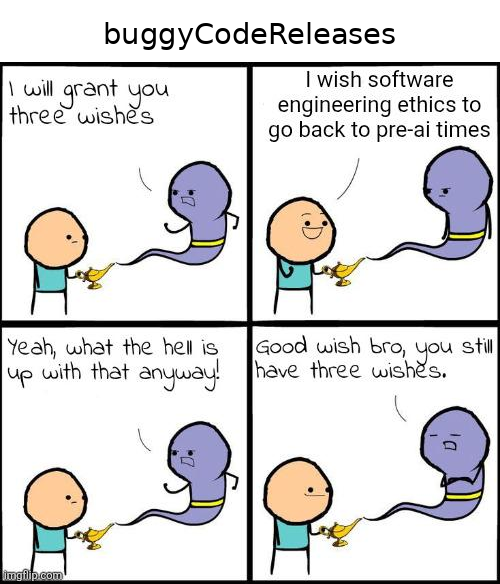 buggyCodeReleases
I will grant you
three wishes
I wish software
engineering ethics to
go back to pre-ai times
Yeah, what the hell is
up with that anyway!
Good wish bro, you still
have three wishes.
imgflip.com